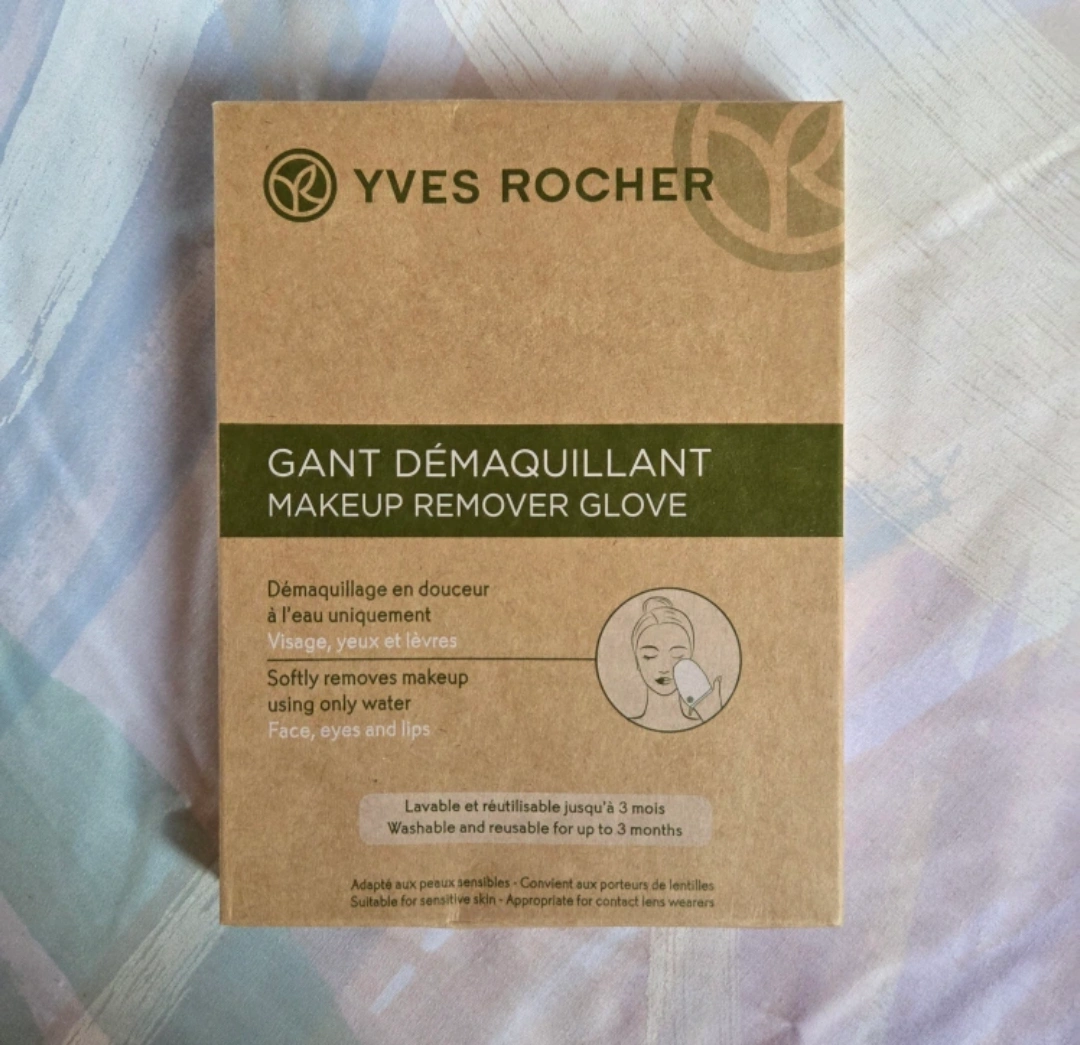 YVES ROCHER
GANT DÉMAQUILLANT
MAKEUP REMOVER GLOVE
Démaquillage en douceur
à l'eau uniquement
Visage, yeux et lèvres
Softly removes makeup
using only water
Face, eyes and lips
Lavable et réutilisable jusqu'à 3 mois
Washable and reusable for up to 3 months
Adapté aux peaux sensibles - Convient aux porteurs de lentilles
Suitable for sensitive skin - Appropriate for contact lens wearers